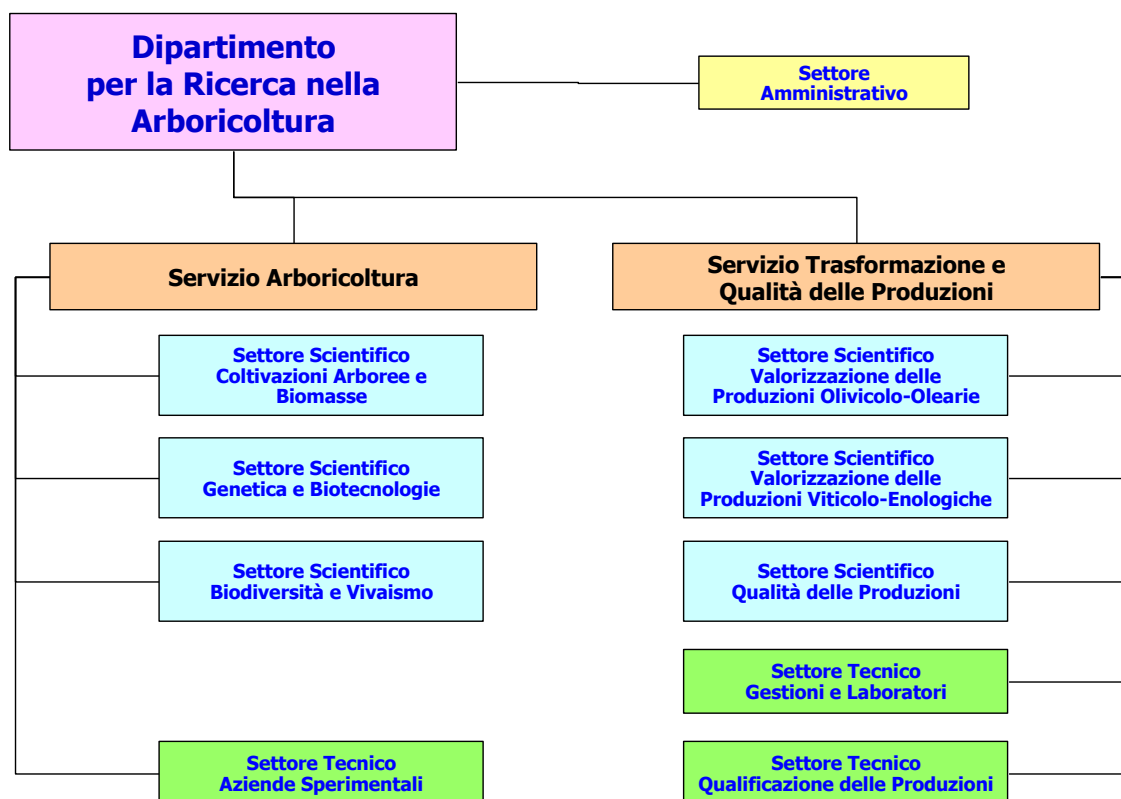 Dipartimento
per la Ricerca nella
Arboricoltura
Settore
Amministrativo
Servizio Arboricoltura
Servizio Trasformazione e
Qualità delle Produzioni
Settore Scientifico
Coltivazioni Arboree e
Biomasse
Settore Scientifico
Valorizzazione delle
Produzioni Olivicolo-Olearie
Settore Scientifico
Genetica e Biotecnologie
Settore Scientifico
Valorizzazione delle
Produzioni Viticolo-Enologiche
Settore Scientifico
Biodiversità e Vivaismo
Settore Scientifico
Qualità delle Produzioni
Settore Tecnico
Gestioni e Laboratori
Settore Tecnico
Aziende Sperimentali
Settore Tecnico
Qualificazione delle Produzioni